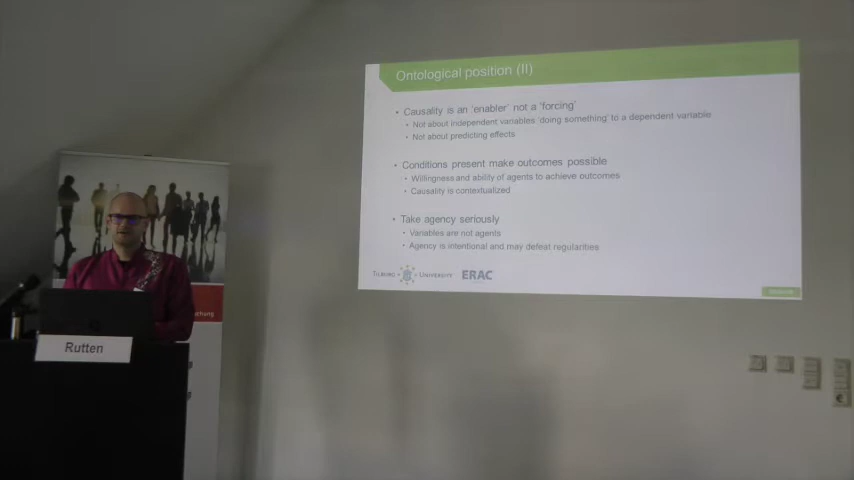 Ontological position (II)
• Causality is an 'enabler' not a 'forcing'
• Not about independent variables 'doing something' to a dependent variable
• Not about predicting effects
• Conditions present make outcomes possible
• Willingness and ability of agents to achieve outcomes
• Causality is contextualized
• Take agency seriously
• Variables are not agents
• Agency is intentional and may defeat regularities
TILBURG UNIVERSITY ERAC
Rutten